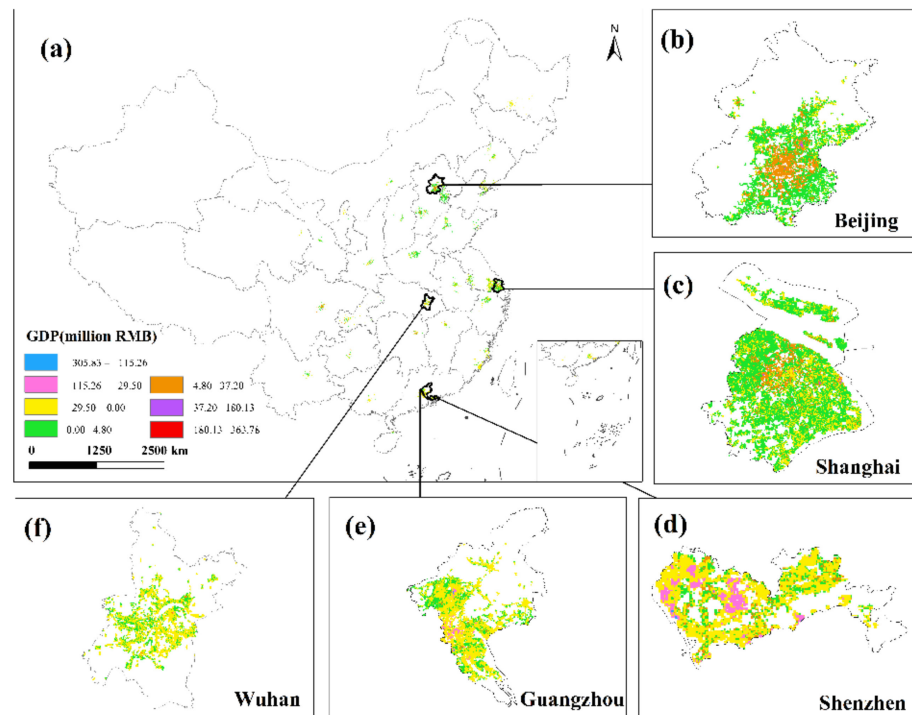 (a)
N
(b)
Beijing
(c)
Shanghai
GDP(million RMB)
305.83 – 115.26
115.26 29.50 4.80 37.20
29.50 0.00 37.20 160.13
0.00 4.80 160.13 363.76
0 1250 2500 km
(f)
Wuhan
(e)
Guangzhou
(d)
Shenzhen